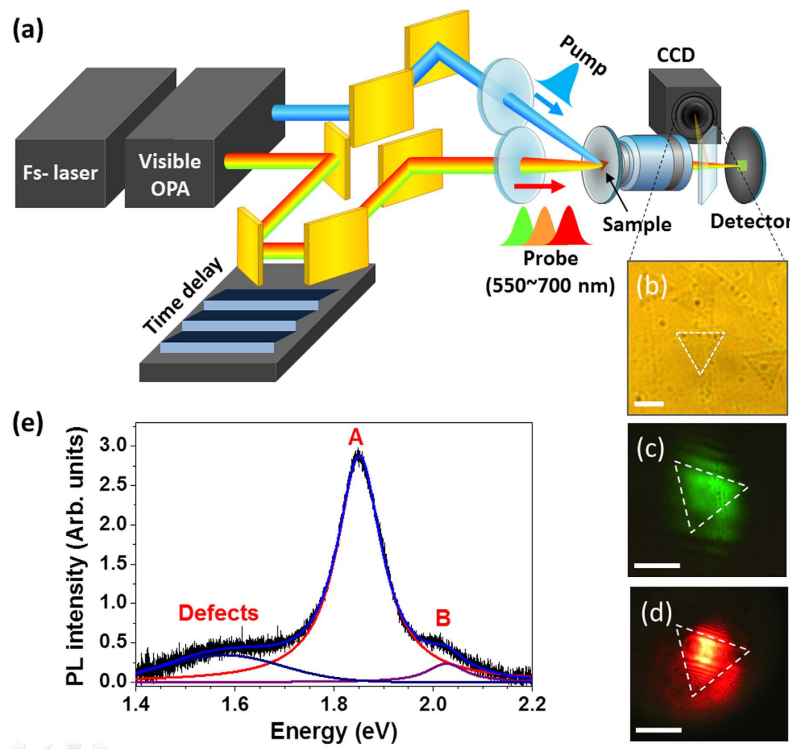 (a)
Pump
CCD
Fs- laser
Visible
OPA
Sample
Detector
Probe
(550~700 nm)
Time delay
(b)
(c)
(d)
(e)
PL intensity (Arb. units)
3.0
2.5
2.0
1.5
1.0
0.5
0.0
A
Defects
B
1.4 1.6 1.8 2.0 2.2
Energy (eV)